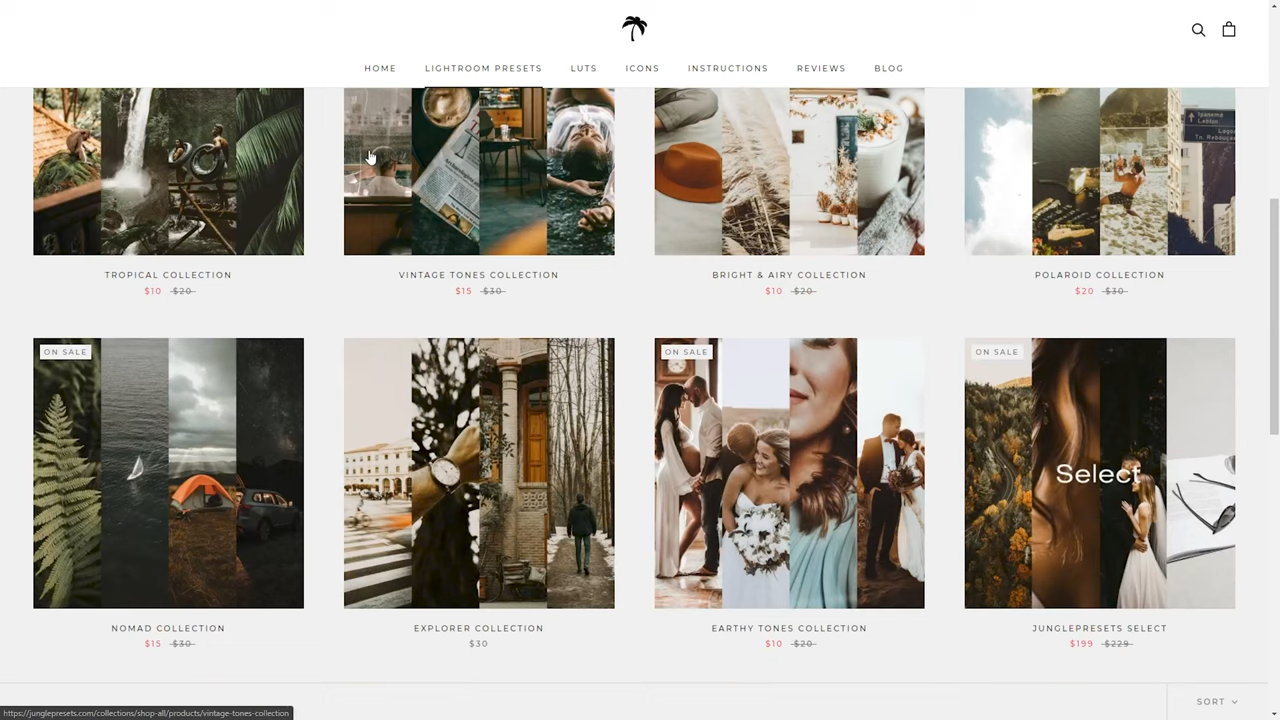 HOME LIGHTROOM PRESETS LUTS ICONS INSTRUCTIONS REVIEWS BLOG
Ipanema
Leblon
TROPICAL COLLECTION
$10 $20
VINTAGE TONES COLLECTION
$15 $30
BRIGHT & AIRY COLLECTION
$10 $20
POLAROID COLLECTION
$20 $30
ON SALE
ON SALE
ON SALE
Select
NOMAD COLLECTION
$15 $30
EXPLORER COLLECTION
$30
EARTHY TONES COLLECTION
$10 $20
JUNGLEPRESETS SELECT
$199 $229
SORT
https://junglepresets.com/collections/shop-all/products/vintage-tones-collection